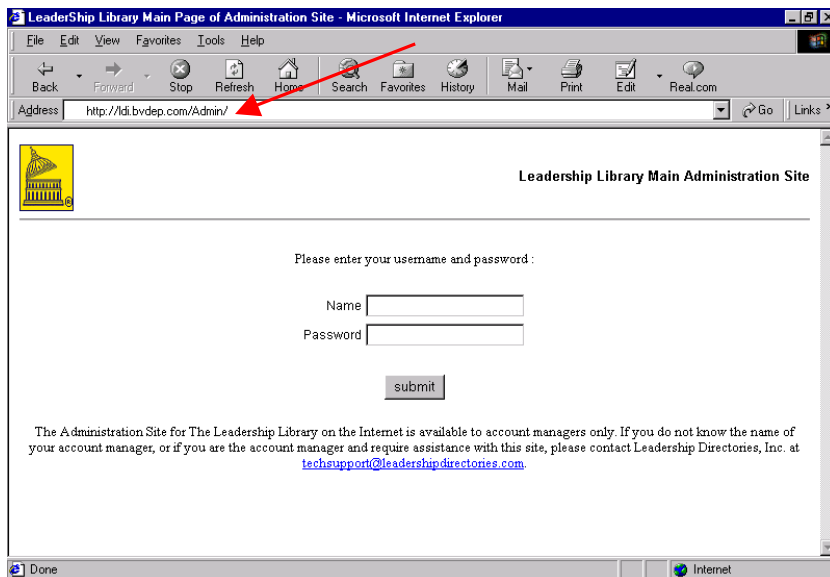 LeaderShip Library Main Page of Administration Site - Microsoft Internet Explorer
File Edit View Favorites Tools Help
Back Forward Stop Refresh Home Search Favorites History Mail Print Edit Real.com
Address http://ldi.bvdep.com/Admin/ Go Links
Leadership Library Main Administration Site
Please enter your username and password :
Name
Password
submit
The Administration Site for The Leadership Library on the Internet is available to account managers only. If you do not know the name of
your account manager, or if you are the account manager and require assistance with this site, please contact Leadership Directories, Inc. at
techsupport@leadershipdirectories.com.
Done Internet